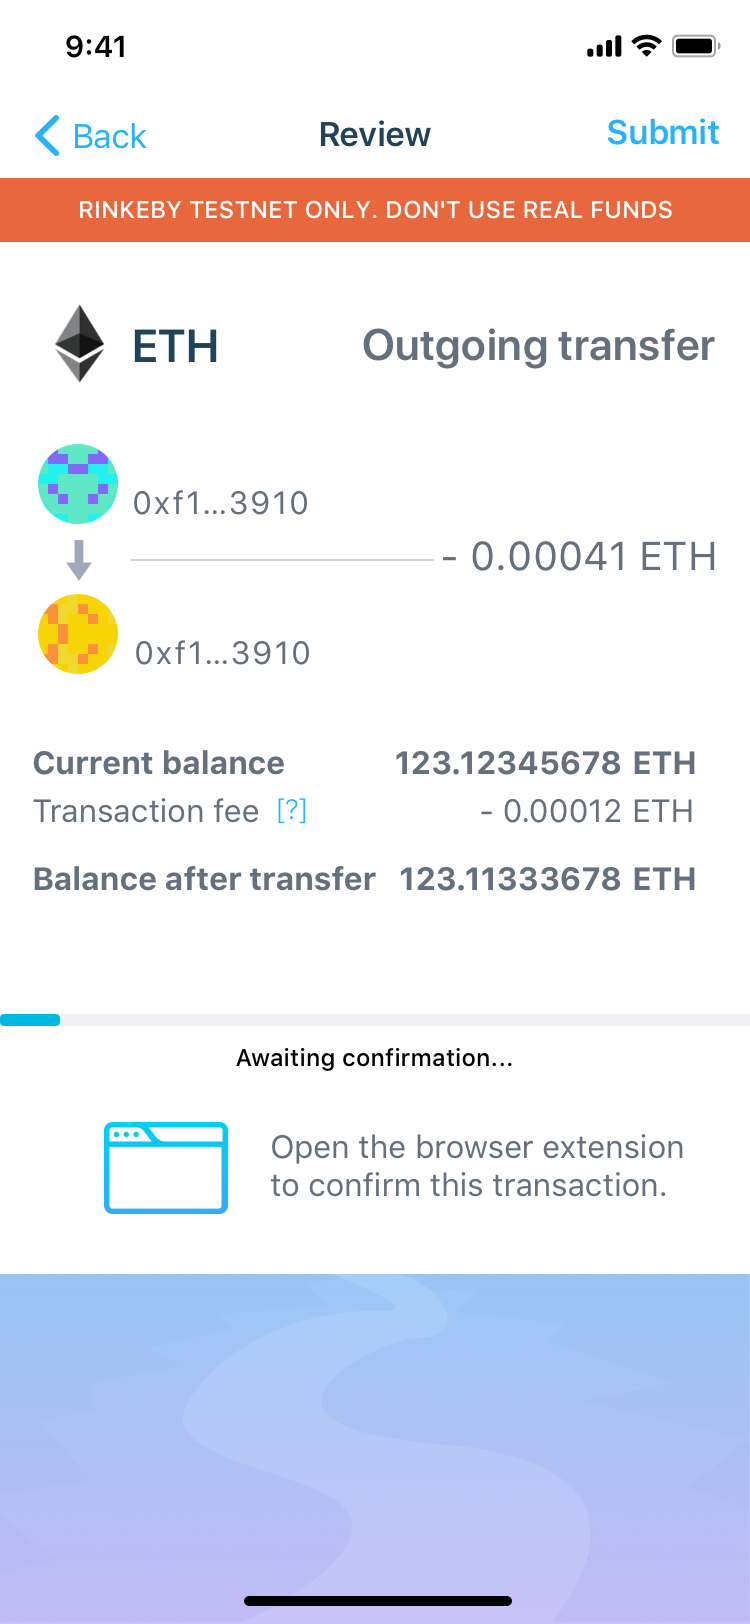 9:41
Back
Review
Submit
RINKEBY TESTNET ONLY. DON'T USE REAL FUNDS
ETH
Outgoing transfer
0xf1...3910
- 0.00041 ETH
0xf1...3910
Current balance 123.12345678 ETH
Transaction fee [?] - 0.00012 ETH
Balance after transfer 123.11333678 ETH
Awaiting confirmation...
Open the browser extension
to confirm this transaction.